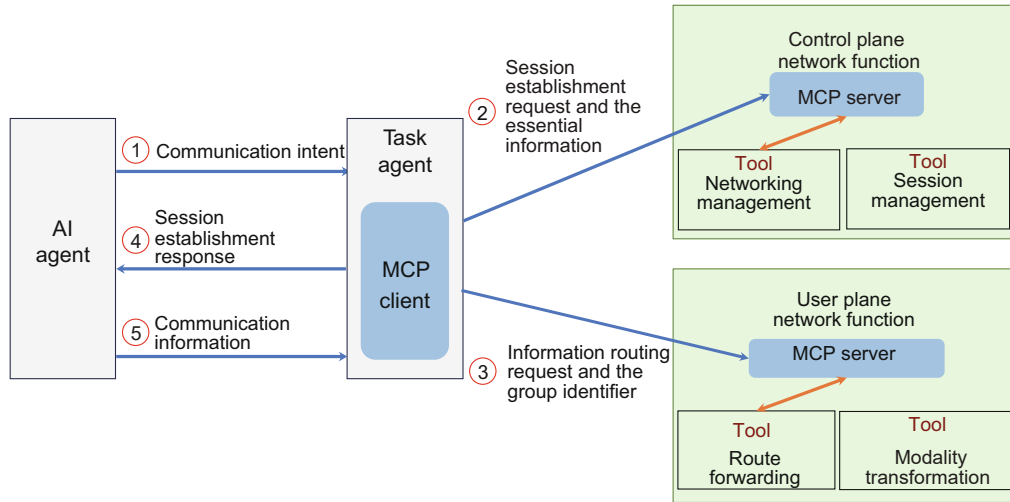 AI
agent
1
Communication intent
4
Session
establishment
response
5
Communication
information
Task
agent
MCP
client
2
Session
establishment
request and the
essential
information
3
Information routing
request and the
group identifier
Control plane
network function
MCP server
Tool
Networking
management
Tool
Session
management
User plane
network function
MCP server
Tool
Route
forwarding
Tool
Modality
transformation